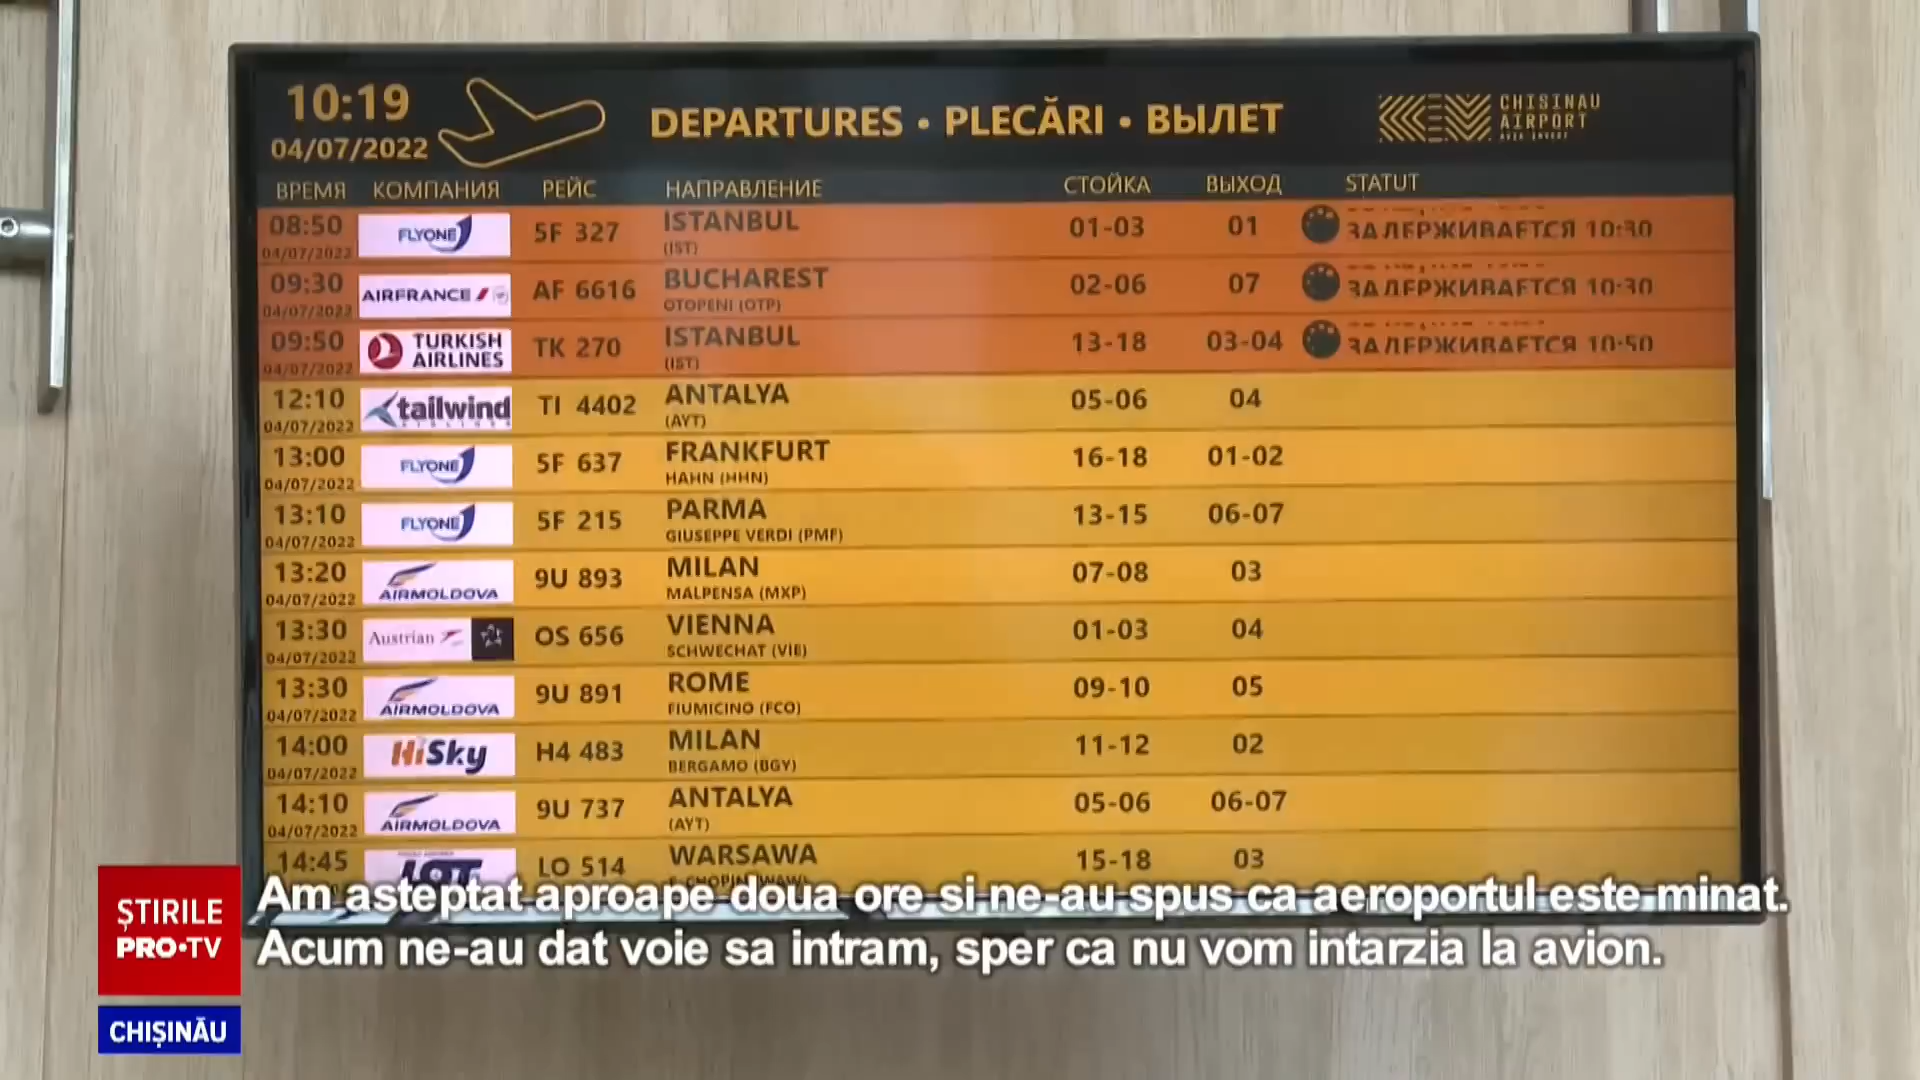 10:19
04/07/2022
DEPARTURES • PLECĂRI • ВЫЛЕТ
CHISINAU
AIRPORT
ВРЕМЯ КОМПАНИЯ РЕЙС НАПРАВЛЕНИЕ СТОЙКА ВЫХОД STATUT
08:50 FLYONE 5F 327 ISTANBUL 01-03 01 ЗАДЕРЖИВАЕТСЯ 10:30
04/07/2022 (IST)
09:30 AIRFRANCE AF 6616 BUCHAREST 02-06 07 ЗАДЕРЖИВАЕТСЯ 10:30
04/07/2022 OTOPENI (OTP)
09:50 TURKISH AIRLINES TK 270 ISTANBUL 13-18 03-04 ЗАДЕРЖИВАЕТСЯ 10:50
04/07/2022 (IST)
12:10 tailwind TI 4402 ANTALYA 05-06 04
04/07/2022 AIRLINES (AYT)
13:00 FLYONE 5F 637 FRANKFURT 16-18 01-02
04/07/2022 HAHN (HHN)
13:10 FLYONE 5F 215 PARMA 13-15 06-07
04/07/2022 GIUSEPPE VERDI (PMF)
13:20 AIRMOLDOVA 9U 893 MILAN 07-08 03
04/07/2022 MALPENSA (MXP)
13:30 Austrian OS 656 VIENNA 01-03 04
04/07/2022 SCHWECHAT (VIE)
13:30 AIRMOLDOVA 9U 891 ROME 09-10 05
04/07/2022 FIUMICINO (FCO)
14:00 HiSky H4 483 MILAN 11-12 02
04/07/2022 BERGAMO (BGY)
14:10 AIRMOLDOVA 9U 737 ANTALYA 05-06 06-07
04/07/2022 (AYT)
14:45 LOT LO 514 WARSAWA 15-18 03
Am asteptat aproape doua ore si ne-au spus ca aeroportul este minat.
Acum ne-au dat voie sa intram, sper ca nu vom intarzia la avion.
ȘTIRILE
PRO•TV
CHIȘINĂU